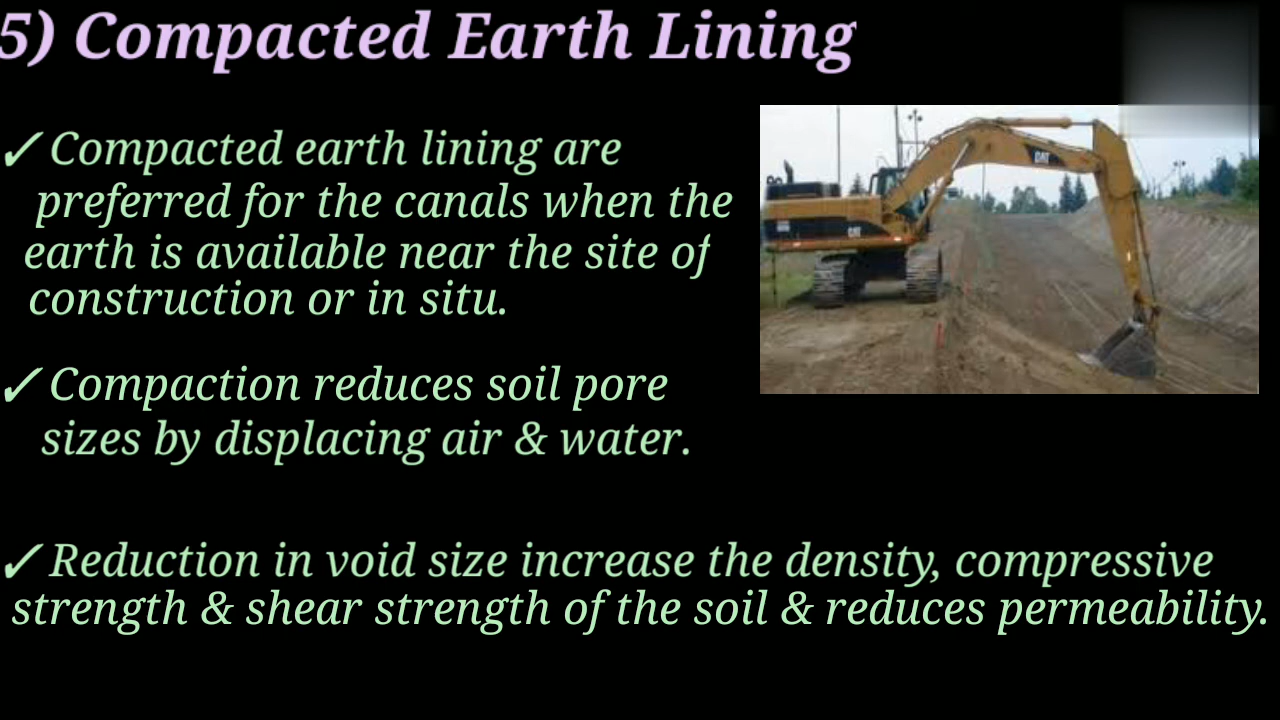 5) Compacted Earth Lining
✓ Compacted earth lining are
preferred for the canals when the
earth is available near the site of
construction or in situ.
✓ Compaction reduces soil pore
sizes by displacing air & water.
✓ Reduction in void size increase the density, compressive
strength & shear strength of the soil & reduces permeability.
CAT
CAT